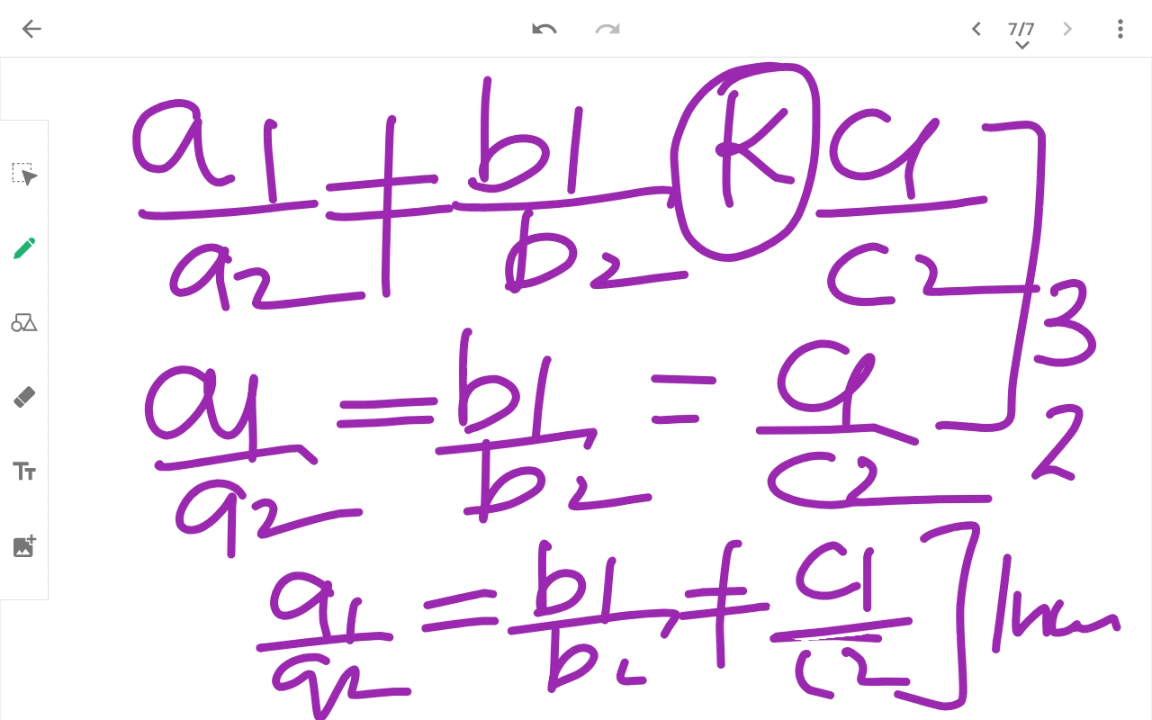 7/7
a1/a2 ≠ b1/b2 K c1/c2
3
a1/a2 = b1/b2 = c1/c2
2
a1/a2 = b1/b2 ≠ c1/c2
Tт